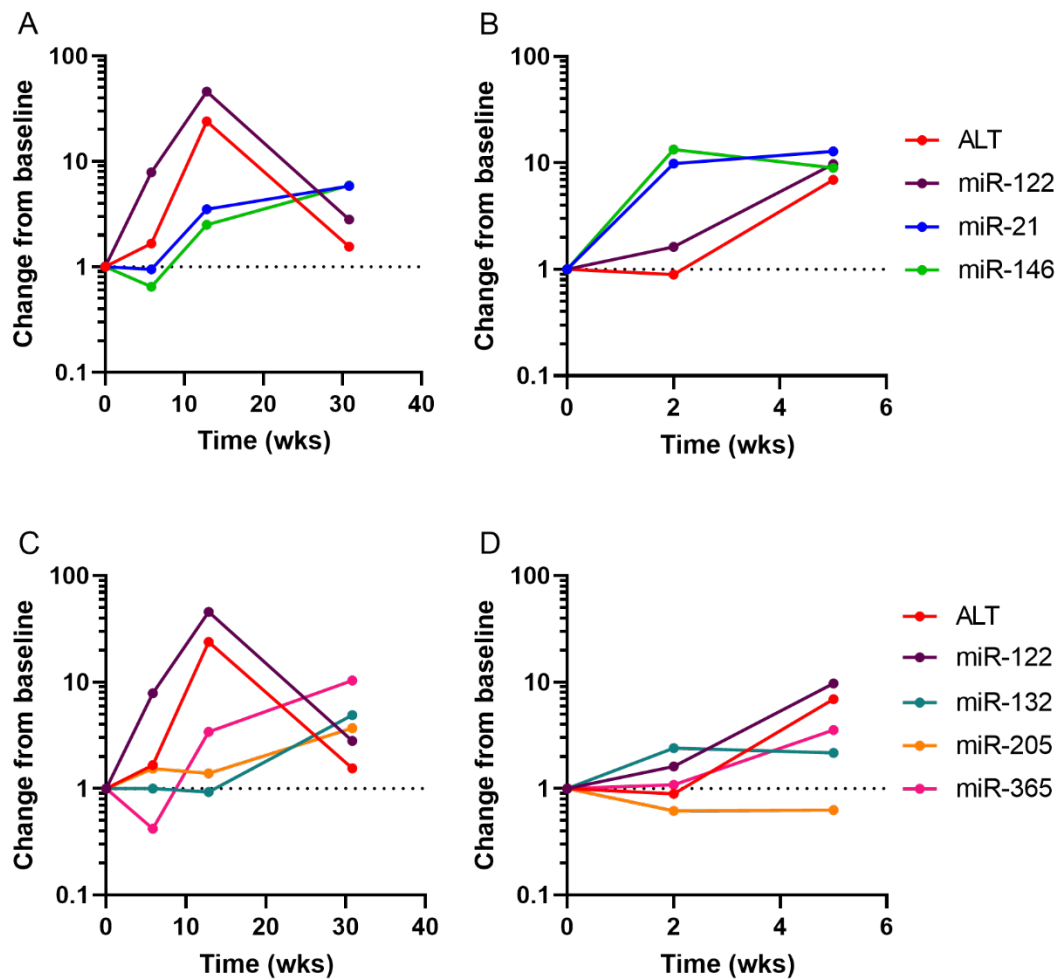 A
Change from baseline
100
10
1
0.1
0
10
20
30
40
Time (wks)
B
Change from baseline
100
10
1
0.1
0
2
4
6
Time (wks)
ALT
miR-122
miR-21
miR-146
C
Change from baseline
100
10
1
0.1
0
10
20
30
40
Time (wks)
D
Change from baseline
100
10
1
0.1
0
2
4
6
Time (wks)
ALT
miR-122
miR-132
miR-205
miR-365